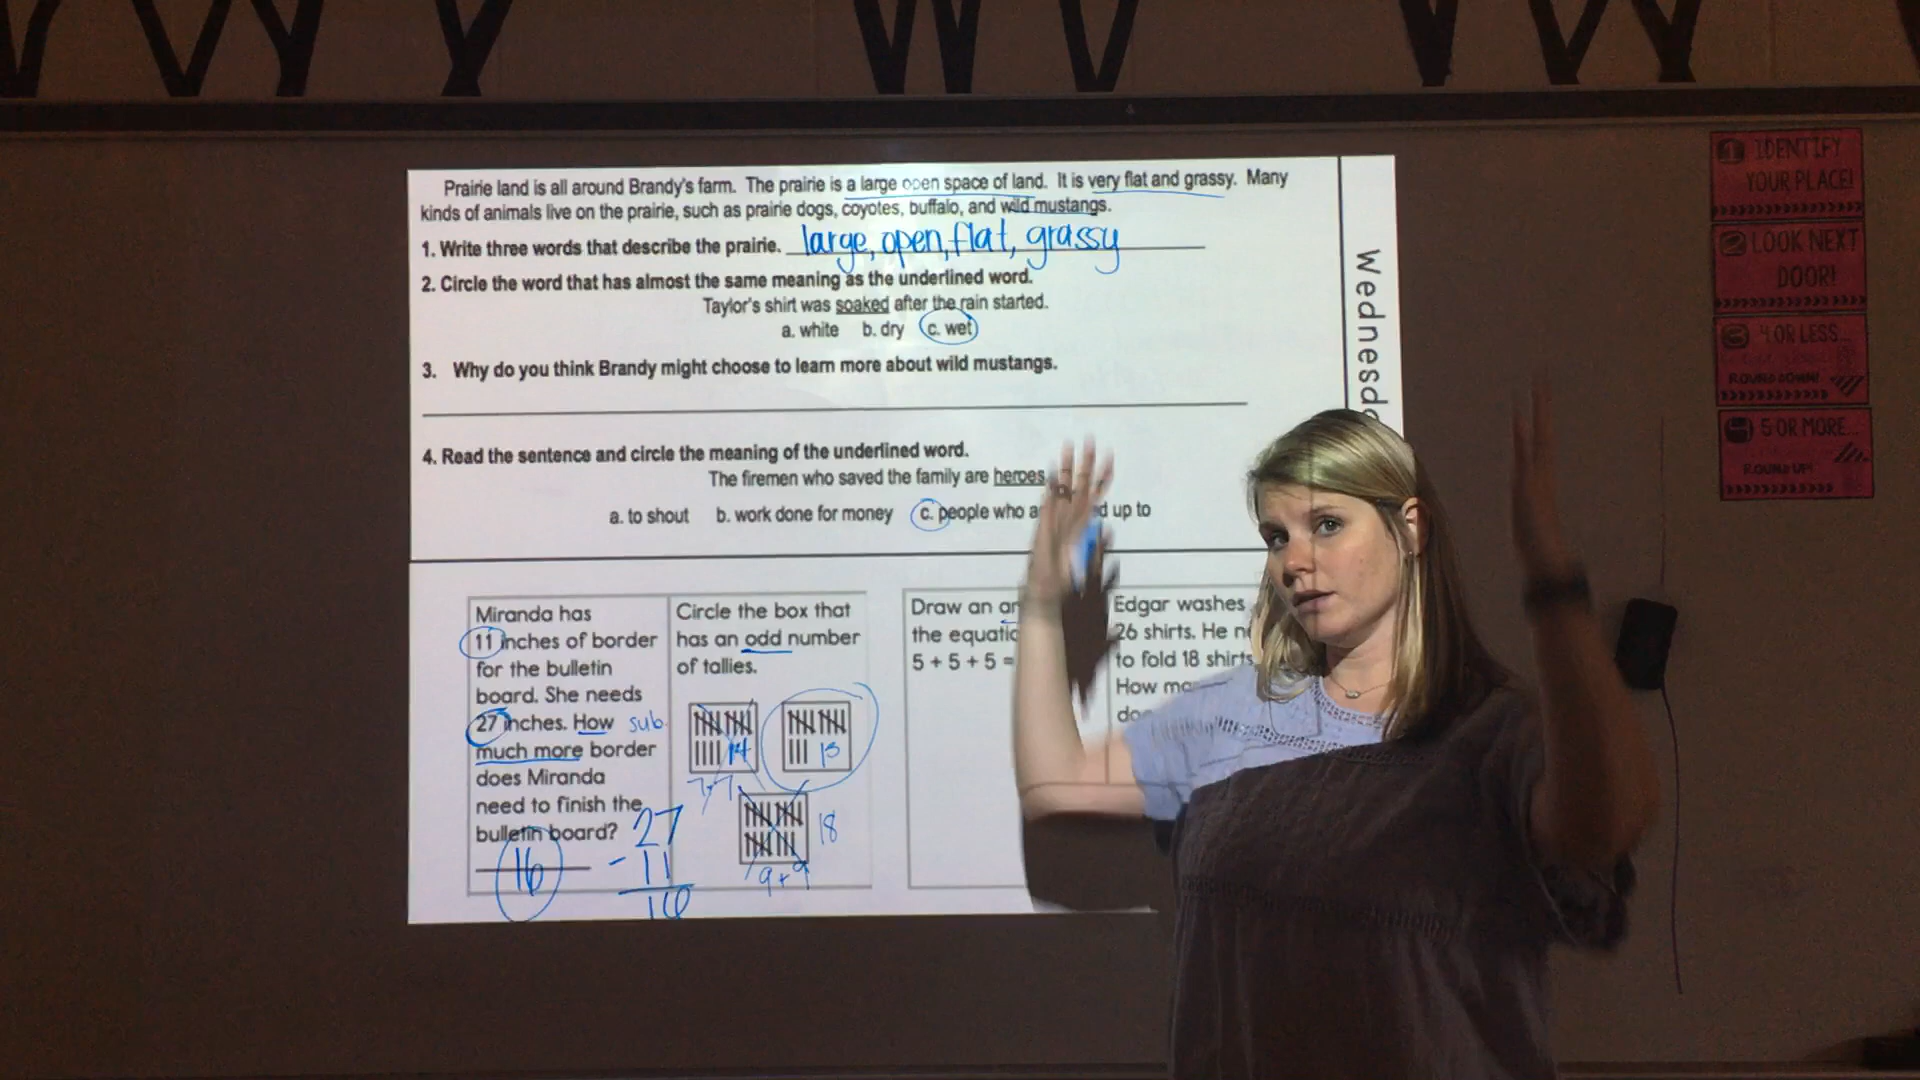 Prairie land is all around Brandy's farm. The prairie is a large open space of land. It is very flat and grassy. Many
kinds of animals live on the prairie, such as prairie dogs, coyotes, buffalo, and wild mustangs.
1. Write three words that describe the prairie. large, open, flat, grassy
2. Circle the word that has almost the same meaning as the underlined word.
Taylor's shirt was soaked after the rain started.
a. white b. dry c. wet
3. Why do you think Brandy might choose to learn more about wild mustangs.
4. Read the sentence and circle the meaning of the underlined word.
The firemen who saved the family are heroes
a. to shout b. work done for money c. people who up to
Miranda has
11 inches of border
for the bulletin
board. She needs
27 inches. How sub.
much more border
does Miranda
need to finish the
bulletin board?
16
27
- 11
16
Circle the box that
has an odd number
of tallies.
14
13
7+7
18
9+9
Draw an
the
5 + 5 + 5 =
Edgar washes
26 shirts. He
to fold 18 shirts
How
Wednesd
1 IDENTIFY
YOUR PLACE!
2 LOOK NEXT
DOOR!
3 4 OR LESS...
ROUND DOWN!
4 5 OR MORE...
ROUND UP!